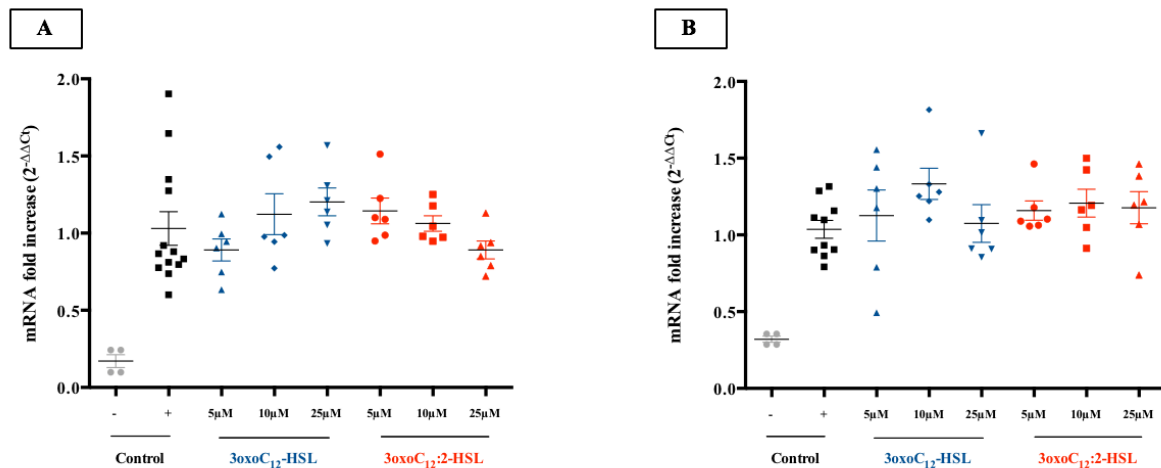 A
mRNA fold increase (2-ΔΔCt)
2.0
1.5
1.0
0.5
0.0
- + 5µM 10µM 25µM 5µM 10µM 25µM
Control 3oxoC12-HSL 3oxoC12:2-HSL
B
mRNA fold increase (2-ΔΔCt)
2.0
1.5
1.0
0.5
0.0
- + 5µM 10µM 25µM 5µM 10µM 25µM
Control 3oxoC12-HSL 3oxoC12:2-HSL